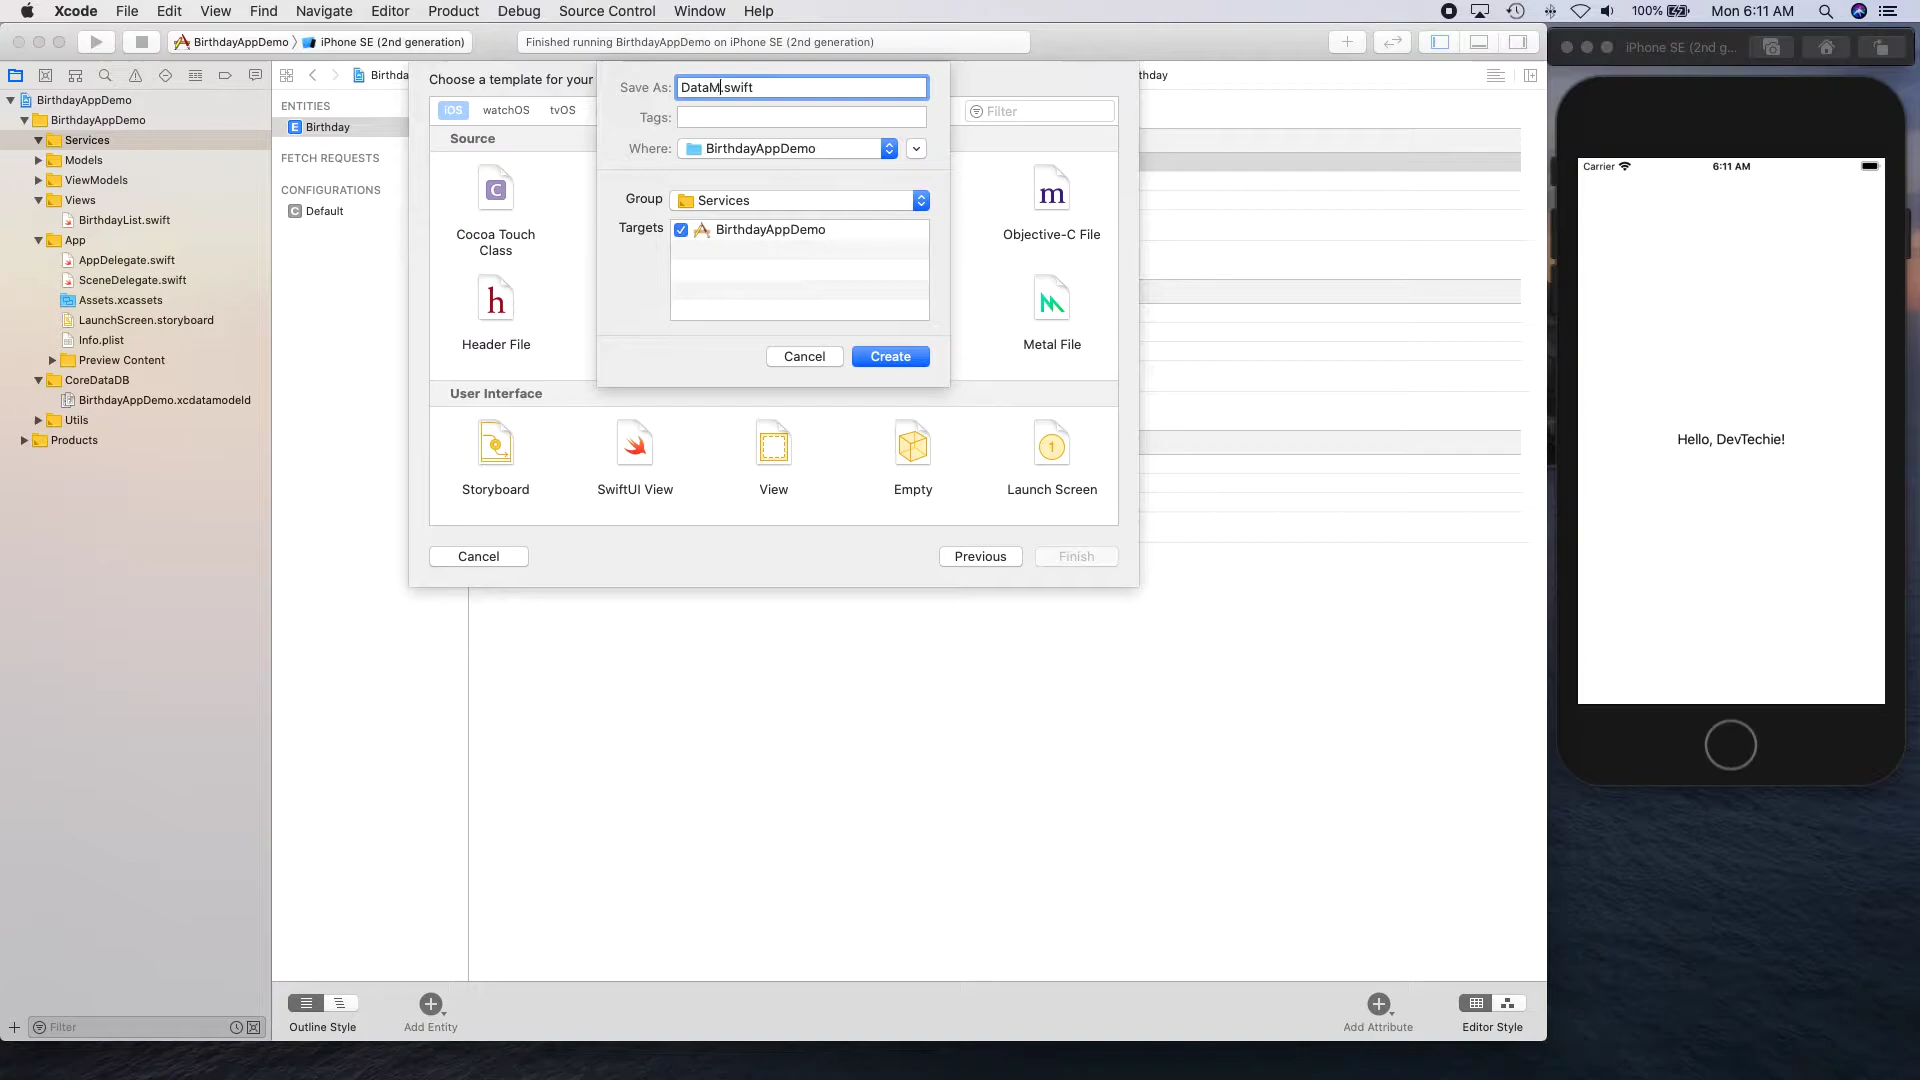 Xcode File Edit View Find Navigate Editor Product Debug Source Control Window Help 100% Mon 6:11 AM
BirthdayAppDemo iPhone SE (2nd generation) Finished running BirthdayAppDemo on iPhone SE (2nd generation) iPhone SE (2nd g...
Birthda
Choose a template for your
Save As: DataM.swift
thday
BirthdayAppDemo
BirthdayAppDemo
Services
Models
ViewModels
Views
BirthdayList.swift
App
AppDelegate.swift
SceneDelegate.swift
Assets.xcassets
LaunchScreen.storyboard
Info.plist
Preview Content
CoreDataDB
BirthdayAppDemo.xcdatamodeld
Utils
Products
ENTITIES
E Birthday
FETCH REQUESTS
CONFIGURATIONS
C Default
iOS watchOS tvOS
Filter
Source
Tags:
Where: BirthdayAppDemo
Group Services
Targets BirthdayAppDemo
Cancel Create
C
Cocoa Touch
Class
m
Objective-C File
h
Header File
Metal File
User Interface
Storyboard
SwiftUI View
View
Empty
1
Launch Screen
Cancel Previous Finish
Carrier 6:11 AM
Hello, DevTechie!
Filter
Outline Style
Add Entity
Add Attribute
Editor Style